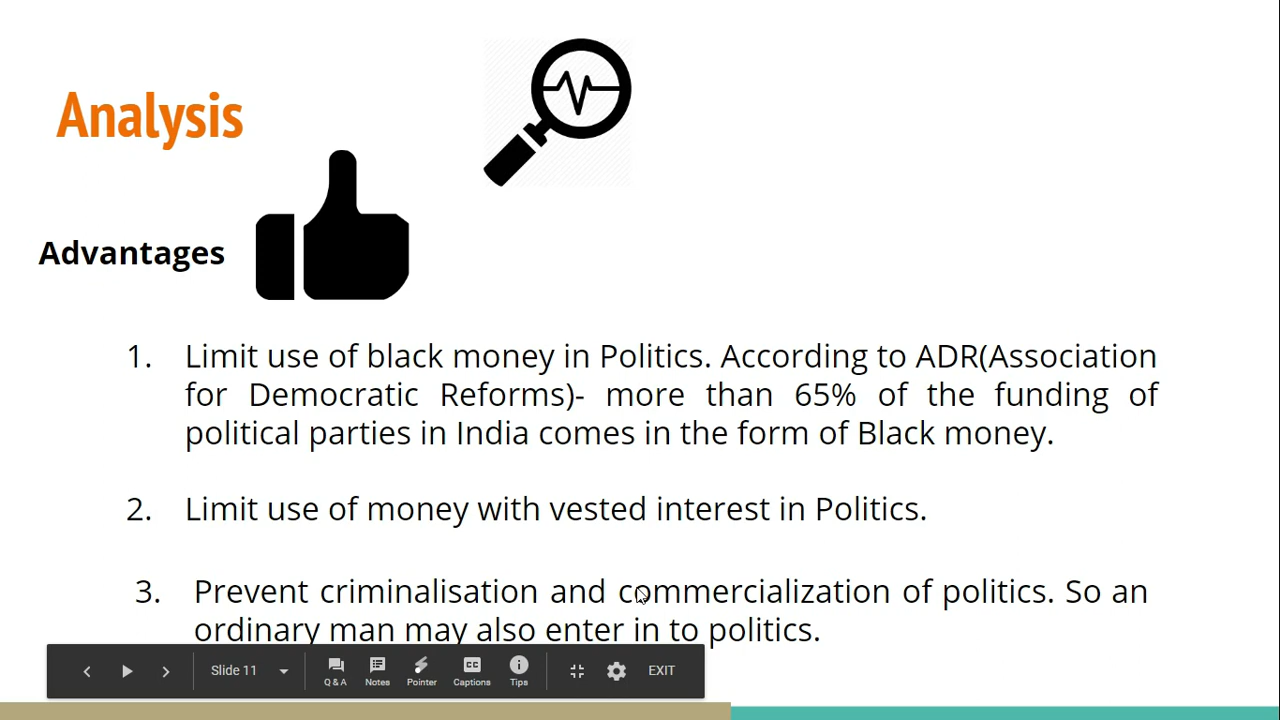 Analysis
Advantages
1. Limit use of black money in Politics. According to ADR(Association
for Democratic Reforms)- more than 65% of the funding of
political parties in India comes in the form of Black money.
2. Limit use of money with vested interest in Politics.
3. Prevent criminalisation and commercialization of politics. So an
ordinary man may also enter in to politics.
Slide 11
Q & A
Notes
Pointer
CC
Captions
Tips
EXIT